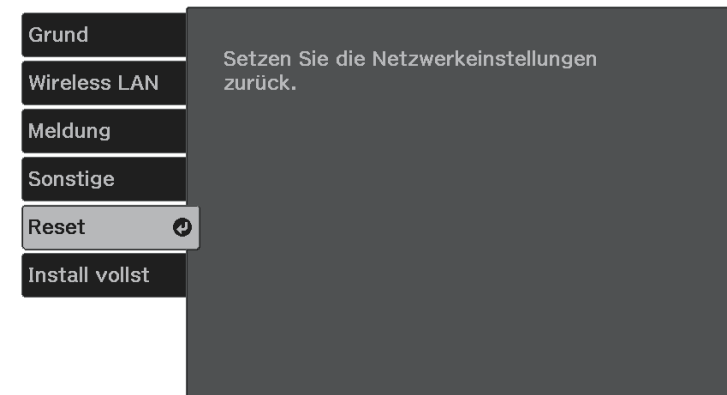 Grund
Wireless LAN
Meldung
Sonstige
Reset
Install vollst
Setzen Sie die Netzwerkeinstellungen
zurück.